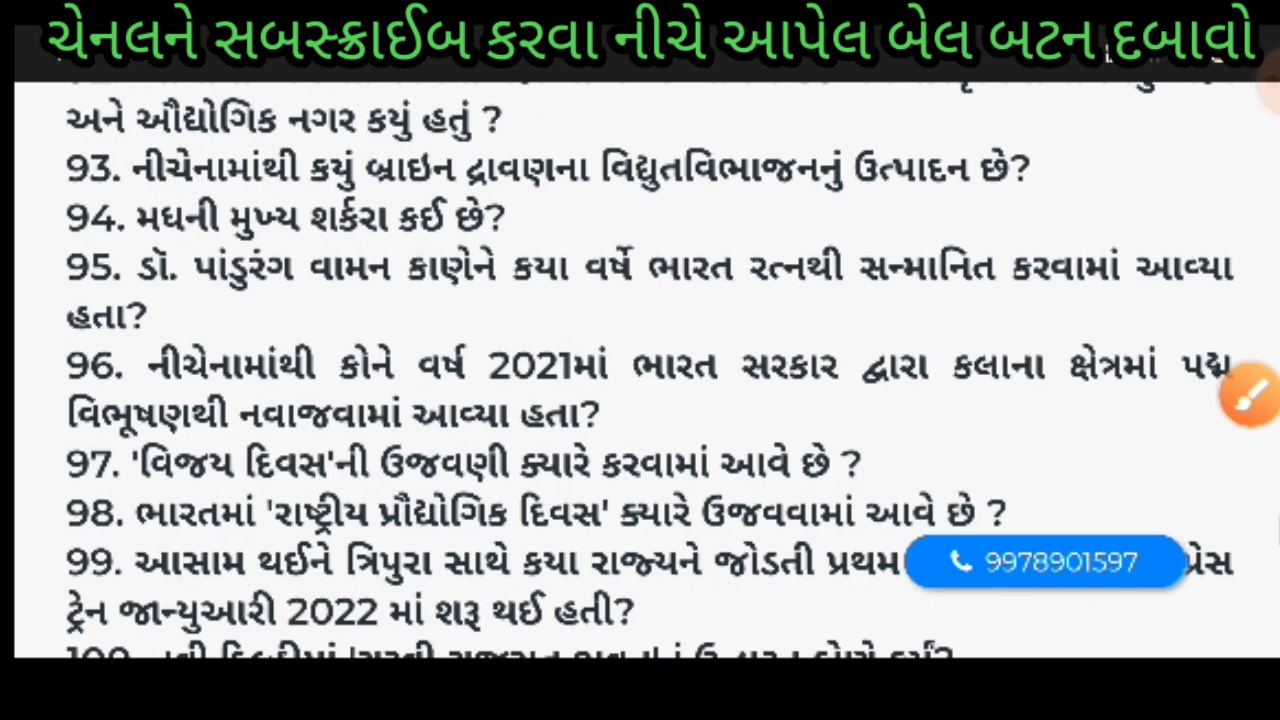 ચેનલને સબસ્ક્રાઈબ કરવા નીચે આપેલ બેલ બટન દબાવો
અને ઔદ્યોગિક નગર કયું હતું ?
93. નીચેનામાંથી કયું બ્રાઇન દ્રાવણના વિદ્યુતવિભાજનનું ઉત્પાદન છે?
94. મધની મુખ્ય શર્કરા કઈ છે?
95. ડૉ. પાંડુરંગ વામન કાણેને કયા વર્ષે ભારત રત્નથી સન્માનિત કરવામાં આવ્યા
હતા?
96. નીચેનામાંથી કોને વર્ષ 2021માં ભારત સરકાર દ્વારા કલાના ક્ષેત્રમાં પદ્મ
વિભૂષણથી નવાજવામાં આવ્યા હતા?
97. 'વિજય દિવસ'ની ઉજવણી ક્યારે કરવામાં આવે છે ?
98. ભારતમાં 'રાષ્ટ્રીય પ્રૌદ્યોગિક દિવસ' ક્યારે ઉજવવામાં આવે છે ?
99. આસામ થઈને ત્રિપુરા સાથે કયા રાજ્યને જોડતી પ્રથમ 9978901597 પ્રેસ
ટ્રેન જાન્યુઆરી 2022 માં શરૂ થઈ હતી?